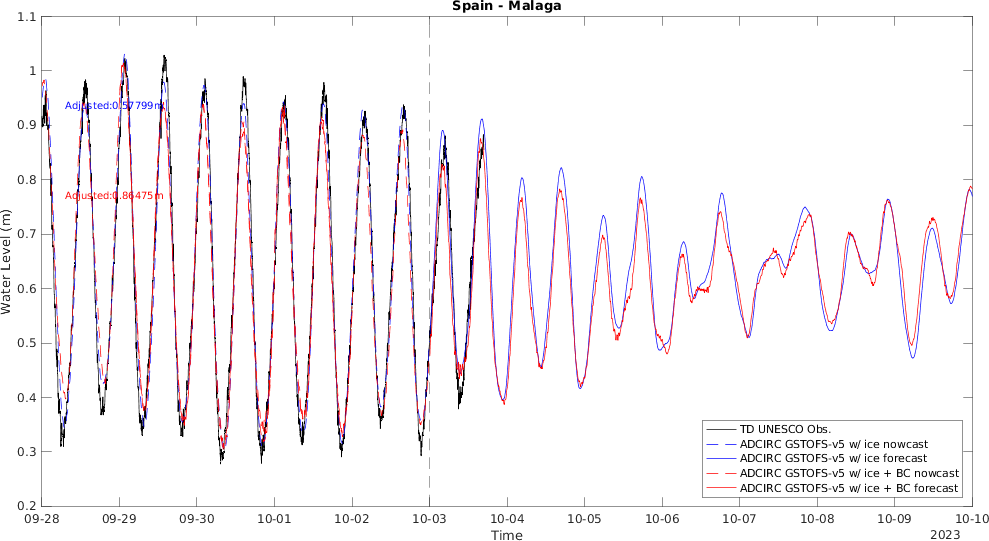 Spain - Malaga
1.1
1
0.9
0.8
0.7
0.6
0.5
0.4
0.3
0.2
Water Level (m)
Adjusted:0.57799m
Adjusted:0.86475m
TD UNESCO Obs.
ADCIRC GSTOFS-v5 w/ ice nowcast
ADCIRC GSTOFS-v5 w/ ice forecast
ADCIRC GSTOFS-v5 w/ ice + BC nowcast
ADCIRC GSTOFS-v5 w/ ice + BC forecast
09-28 09-29 09-30 10-01 10-02 10-03 10-04 10-05 10-06 10-07 10-08 10-09 10-10
Time
2023